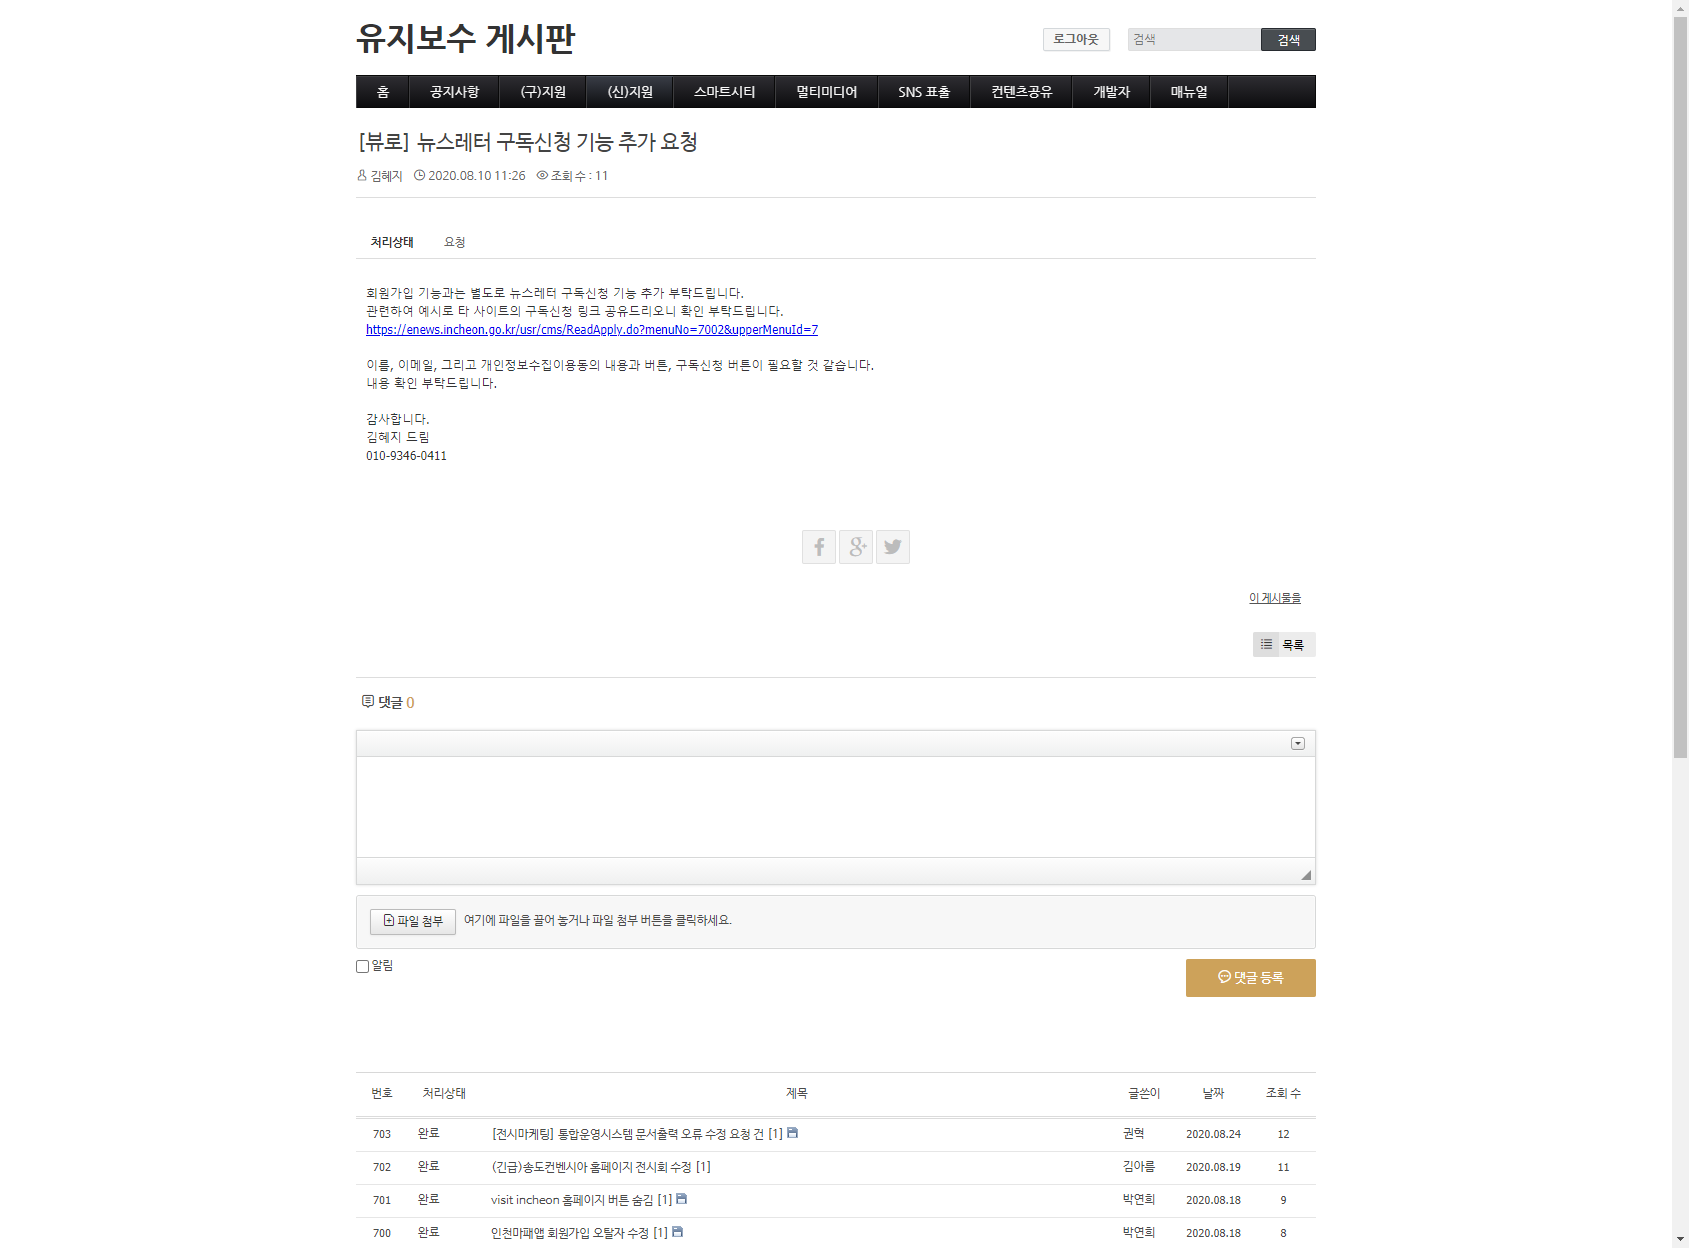 유지보수 게시판
로그아웃 검색 검색
홈 공지사항 (구)지원 (신)지원 스마트시티 멀티미디어 SNS 표출 컨텐츠공유 개발자 매뉴얼
[뷰로] 뉴스레터 구독신청 기능 추가 요청
김혜지 2020.08.10 11:26 조회 수 : 11
처리상태 요청
회원가입 기능과는 별도로 뉴스레터 구독신청 기능 추가 부탁드립니다.
관련하여 예시로 타 사이트의 구독신청 링크 공유드리오니 확인 부탁드립니다.
https://enews.incheon.go.kr/usr/cms/ReadApply.do?menuNo=7002&upperMenuId=7
이름, 이메일, 그리고 개인정보수집이용동의 내용과 버튼, 구독신청 버튼이 필요할 것 같습니다.
내용 확인 부탁드립니다.
감사합니다.
김혜지 드림
010-9346-0411
이 게시물을
목록
댓글 0
파일 첨부 여기에 파일을 끌어 놓거나 파일 첨부 버튼을 클릭하세요.
알림
댓글 등록
번호 처리상태 제목 글쓴이 날짜 조회 수
703 완료 [전시마케팅] 통합운영시스템 문서출력 오류 수정 요청 건 [1] 권혁 2020.08.24 12
702 완료 (긴급)송도컨벤시아 홈페이지 전시회 수정 [1] 김아름 2020.08.19 11
701 완료 visit incheon 홈페이지 버튼 숨김 [1] 박연희 2020.08.18 9
700 완료 인천마패앱 회원가입 오탈자 수정 [1] 박연희 2020.08.18 8